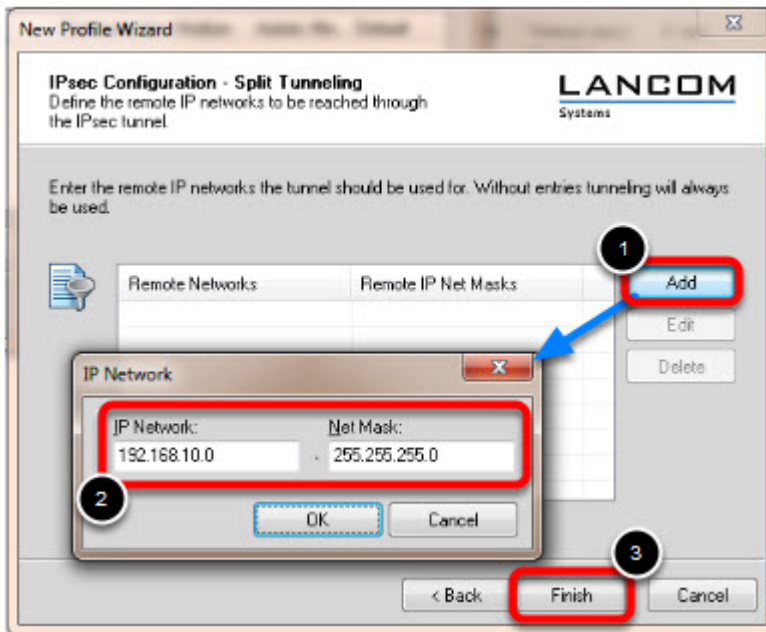 New Profile Wizard
IPsec Configuration - Split Tunneling
Define the remote IP networks to be reached through
the IPsec tunnel.
LANCOM
Systems
Enter the remote IP networks the tunnel should be used for. Without entries tunneling will always
be used.
1
Remote Networks
Remote IP Net Masks
Add
Edit
Delete
IP Network
IP Network:
Net Mask:
192.168.10.0
.
255.255.255.0
2
OK
Cancel
3
< Back
Finish
Cancel